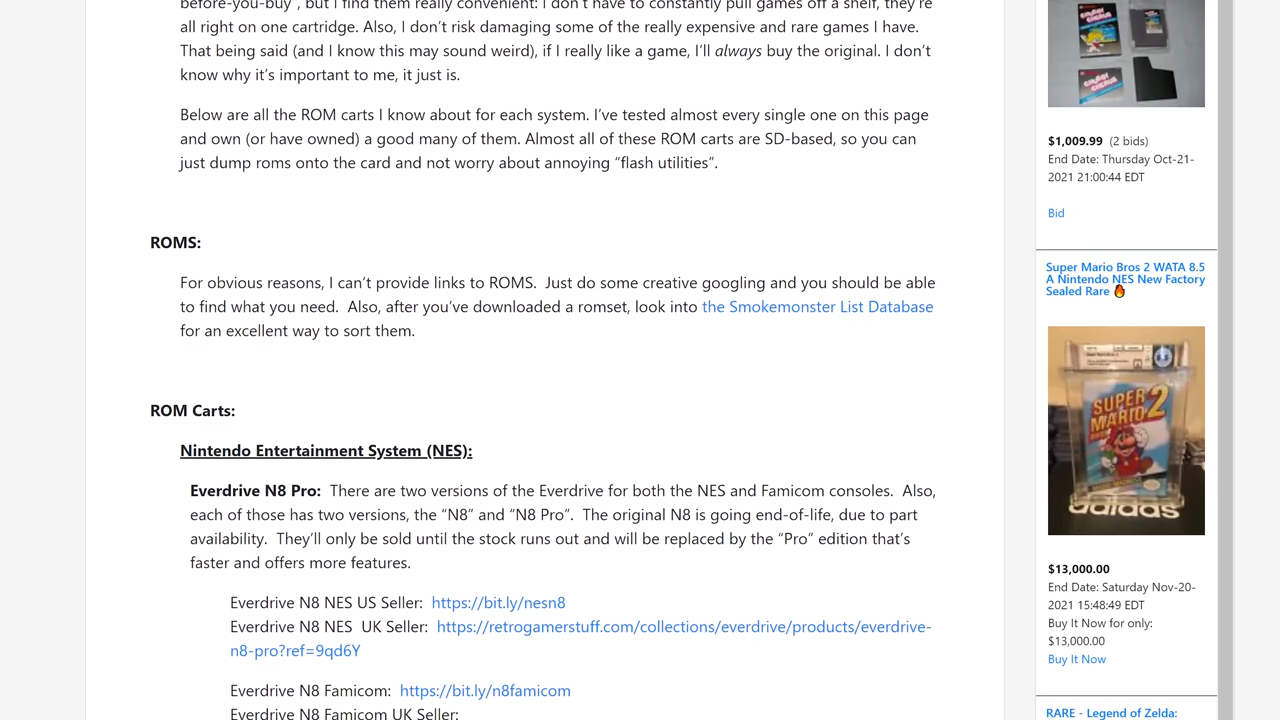 before-you-buy", but I find them really convenient: I don't have to constantly pull games off a shelf, they're
all right on one cartridge. Also, I don't risk damaging some of the really expensive and rare games I have.
That being said (and I know this may sound weird), if I really like a game, I'll always buy the original. I don't
know why it's important to me, it just is.
Below are all the ROM carts I know about for each system. I've tested almost every single one on this page
and own (or have owned) a good many of them. Almost all of these ROM carts are SD-based, so you can
just dump roms onto the card and not worry about annoying “flash utilities”.
ROMS:
For obvious reasons, I can't provide links to ROMS.  Just do some creative googling and you should be able
to find what you need.  Also, after you've downloaded a romset, look into the Smokemonster List Database
for an excellent way to sort them.
ROM Carts:
Nintendo Entertainment System (NES):
Everdrive N8 Pro:  There are two versions of the Everdrive for both the NES and Famicom consoles.  Also,
each of those has two versions, the “N8” and “N8 Pro”.  The original N8 is going end-of-life, due to part
availability.  They'll only be sold until the stock runs out and will be replaced by the “Pro” edition that's
faster and offers more features.
Everdrive N8 NES US Seller:  https://bit.ly/nesn8
Everdrive N8 NES  UK Seller:  https://retrogamerstuff.com/collections/everdrive/products/everdrive-
n8-pro?ref=9qd6Y
Everdrive N8 Famicom:  https://bit.ly/n8famicom
Everdrive N8 Famicom UK Seller:
$1,009.99  (2 bids)
End Date: Thursday Oct-21-
2021 21:00:44 EDT
Bid
Super Mario Bros 2 WATA 8.5
A Nintendo NES New Factory
Sealed Rare 🔥
8.5
SUPER
MARIO 2
BROS
adidas
$13,000.00
End Date: Saturday Nov-20-
2021 15:48:49 EDT
Buy It Now for only:
$13,000.00
Buy It Now
RARE - Legend of Zelda: